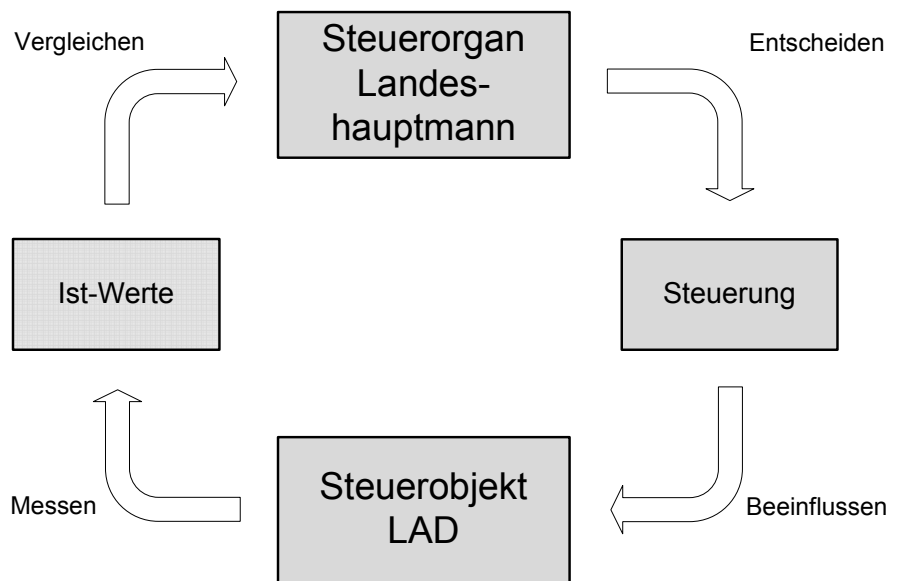 Vergleichen
Steuerorgan
Landes-
hauptmann
Entscheiden
Ist-Werte
Steuerung
Messen
Steuerobjekt
LAD
Beeinflussen